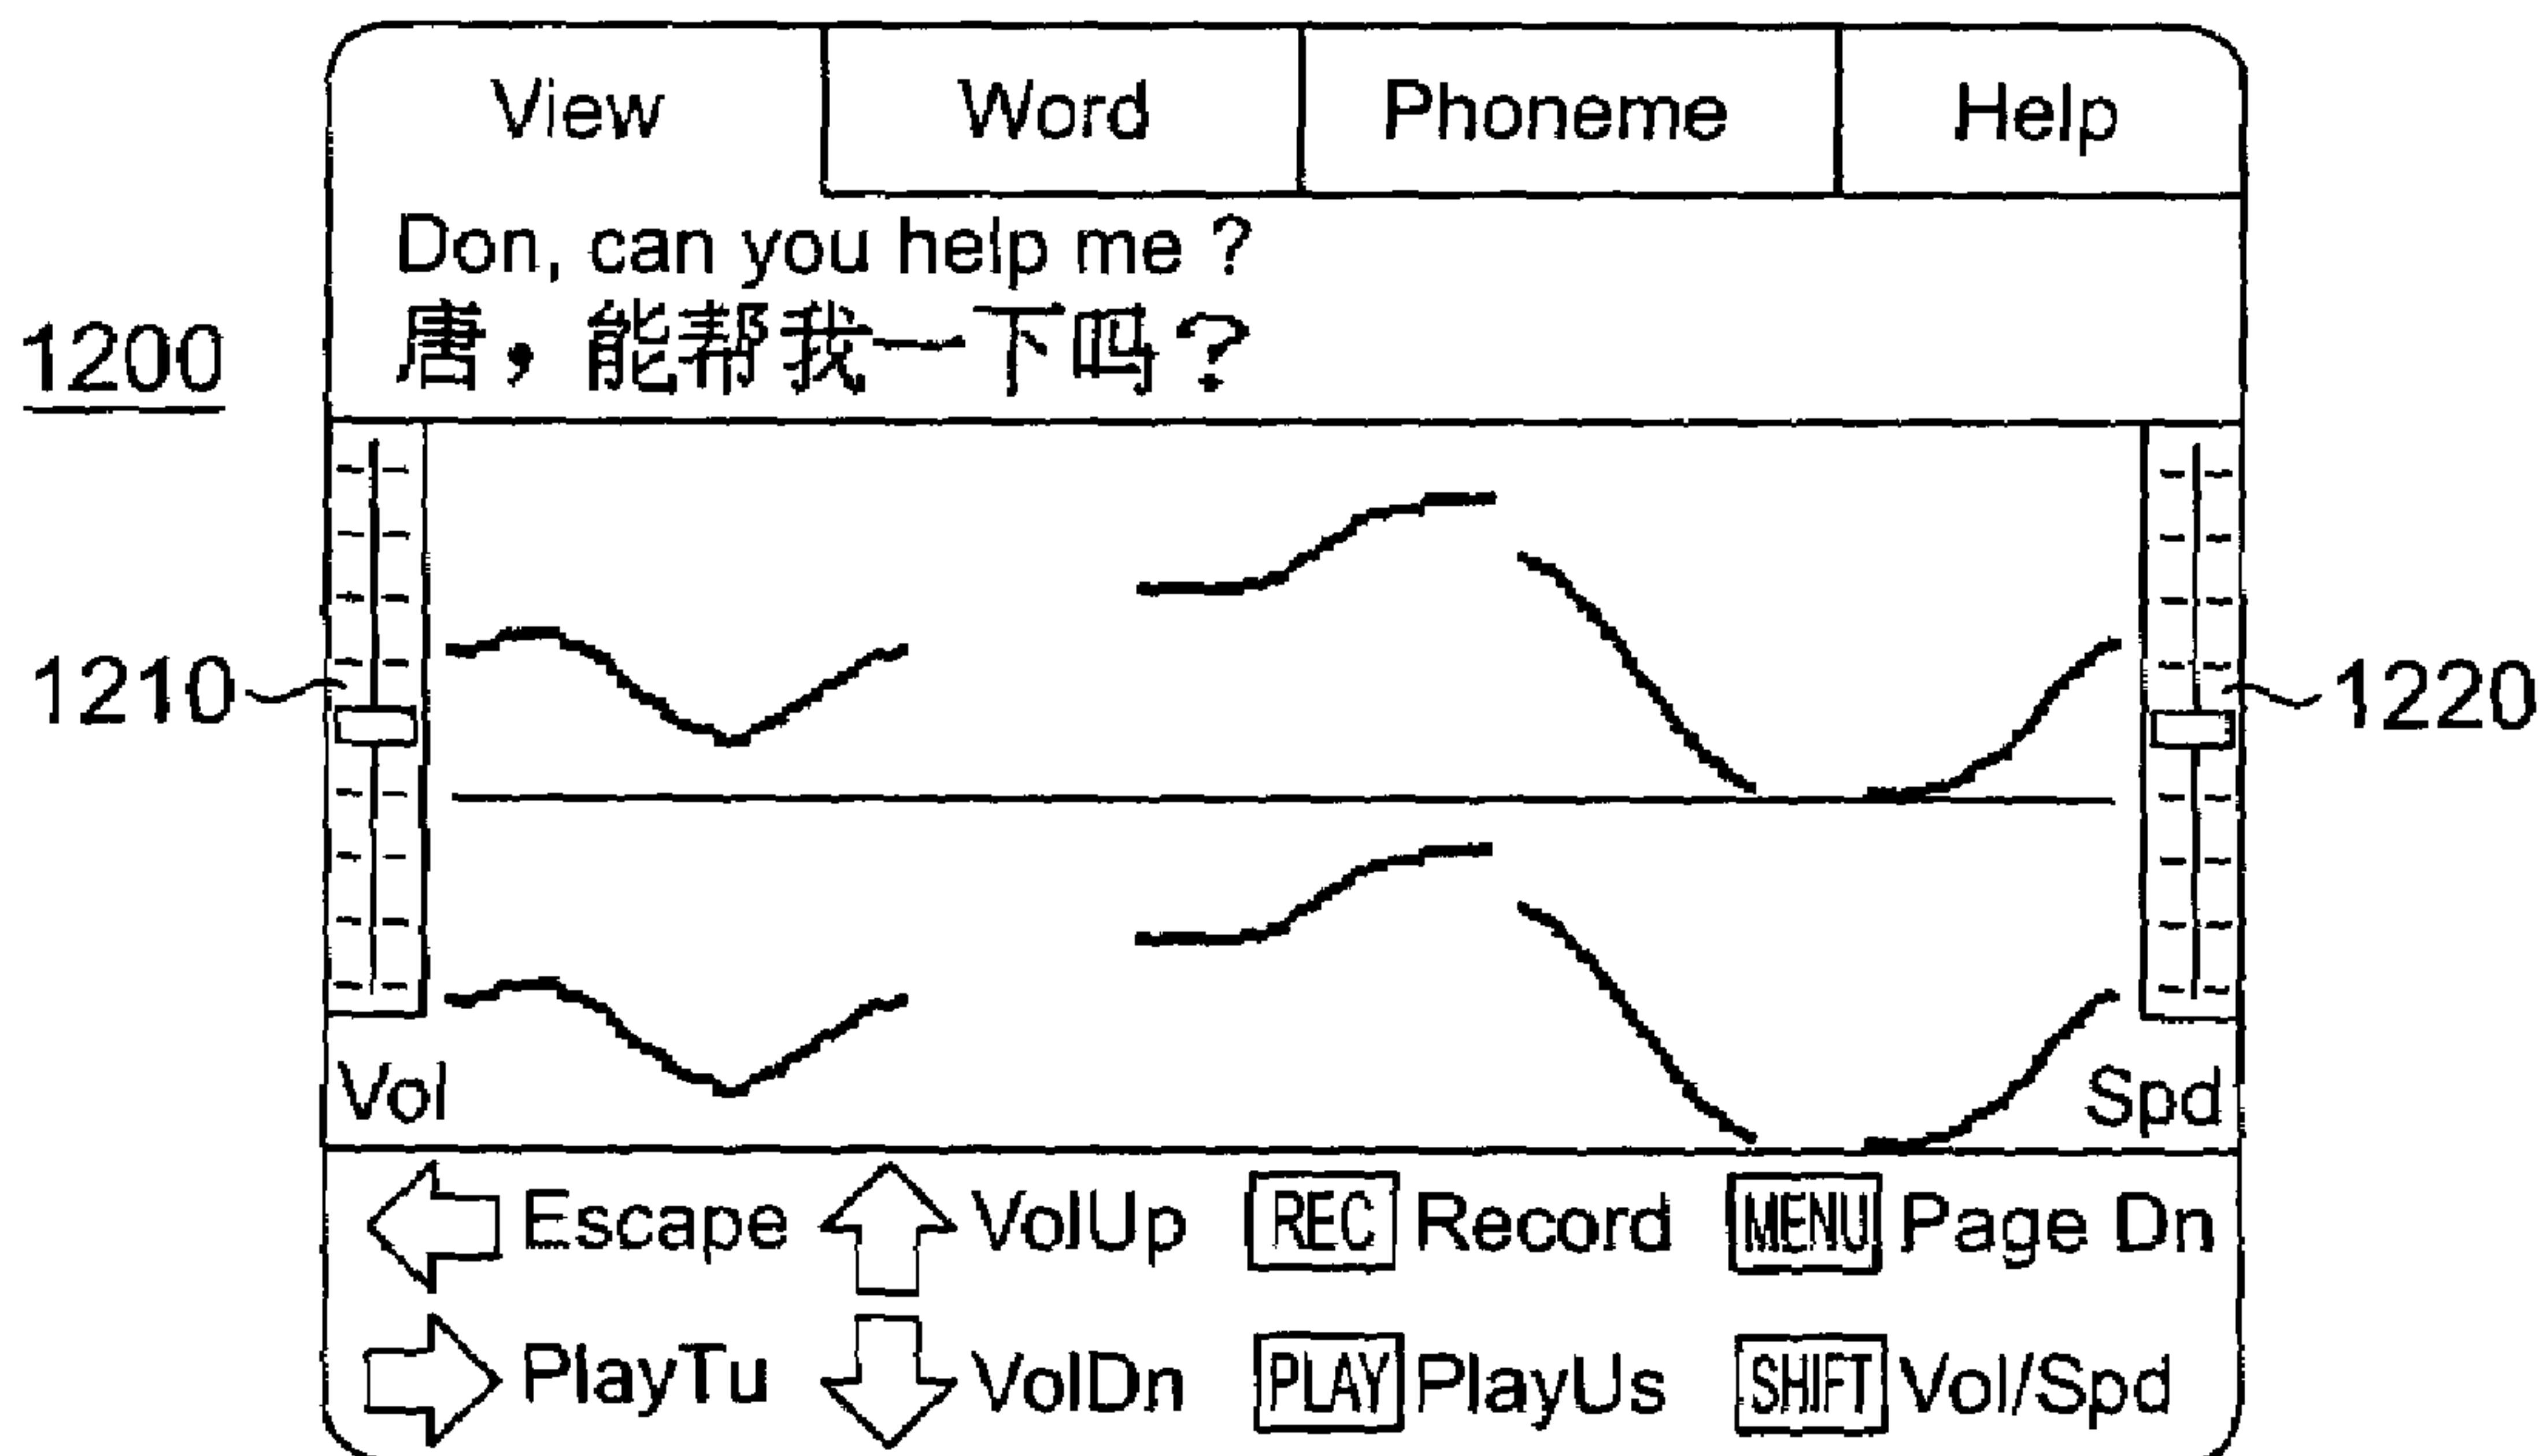 View Word Phoneme Help
Don, can you help me ?
唐，能帮我一下吗？
1200
1210
1220
Vol
Spd
Escape VolUp REC Record MENU Page Dn
PlayTu VolDn PLAY PlayUs SHIFT Vol/Spd